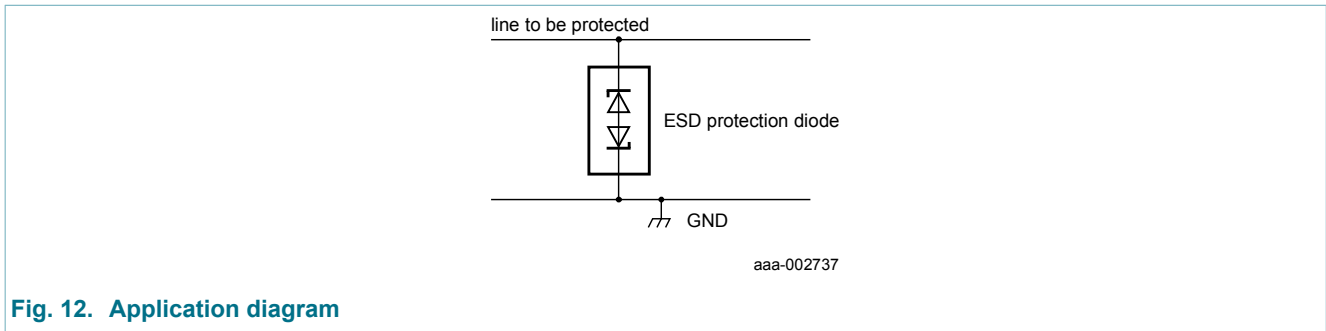 line to be protected
ESD protection diode
GND
aaa-002737
Fig. 12. Application diagram